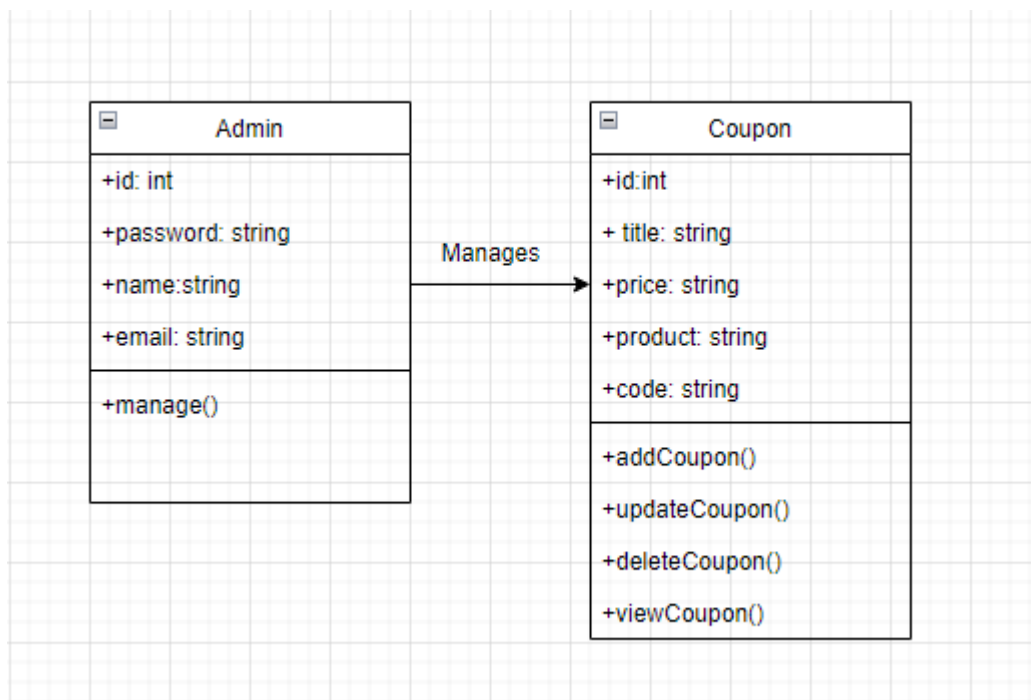 Admin
+id: int
+password: string
+name:string
+email: string
+manage()
Manages
Coupon
+id:int
+ title: string
+price: string
+product: string
+code: string
+addCoupon()
+updateCoupon()
+deleteCoupon()
+viewCoupon()